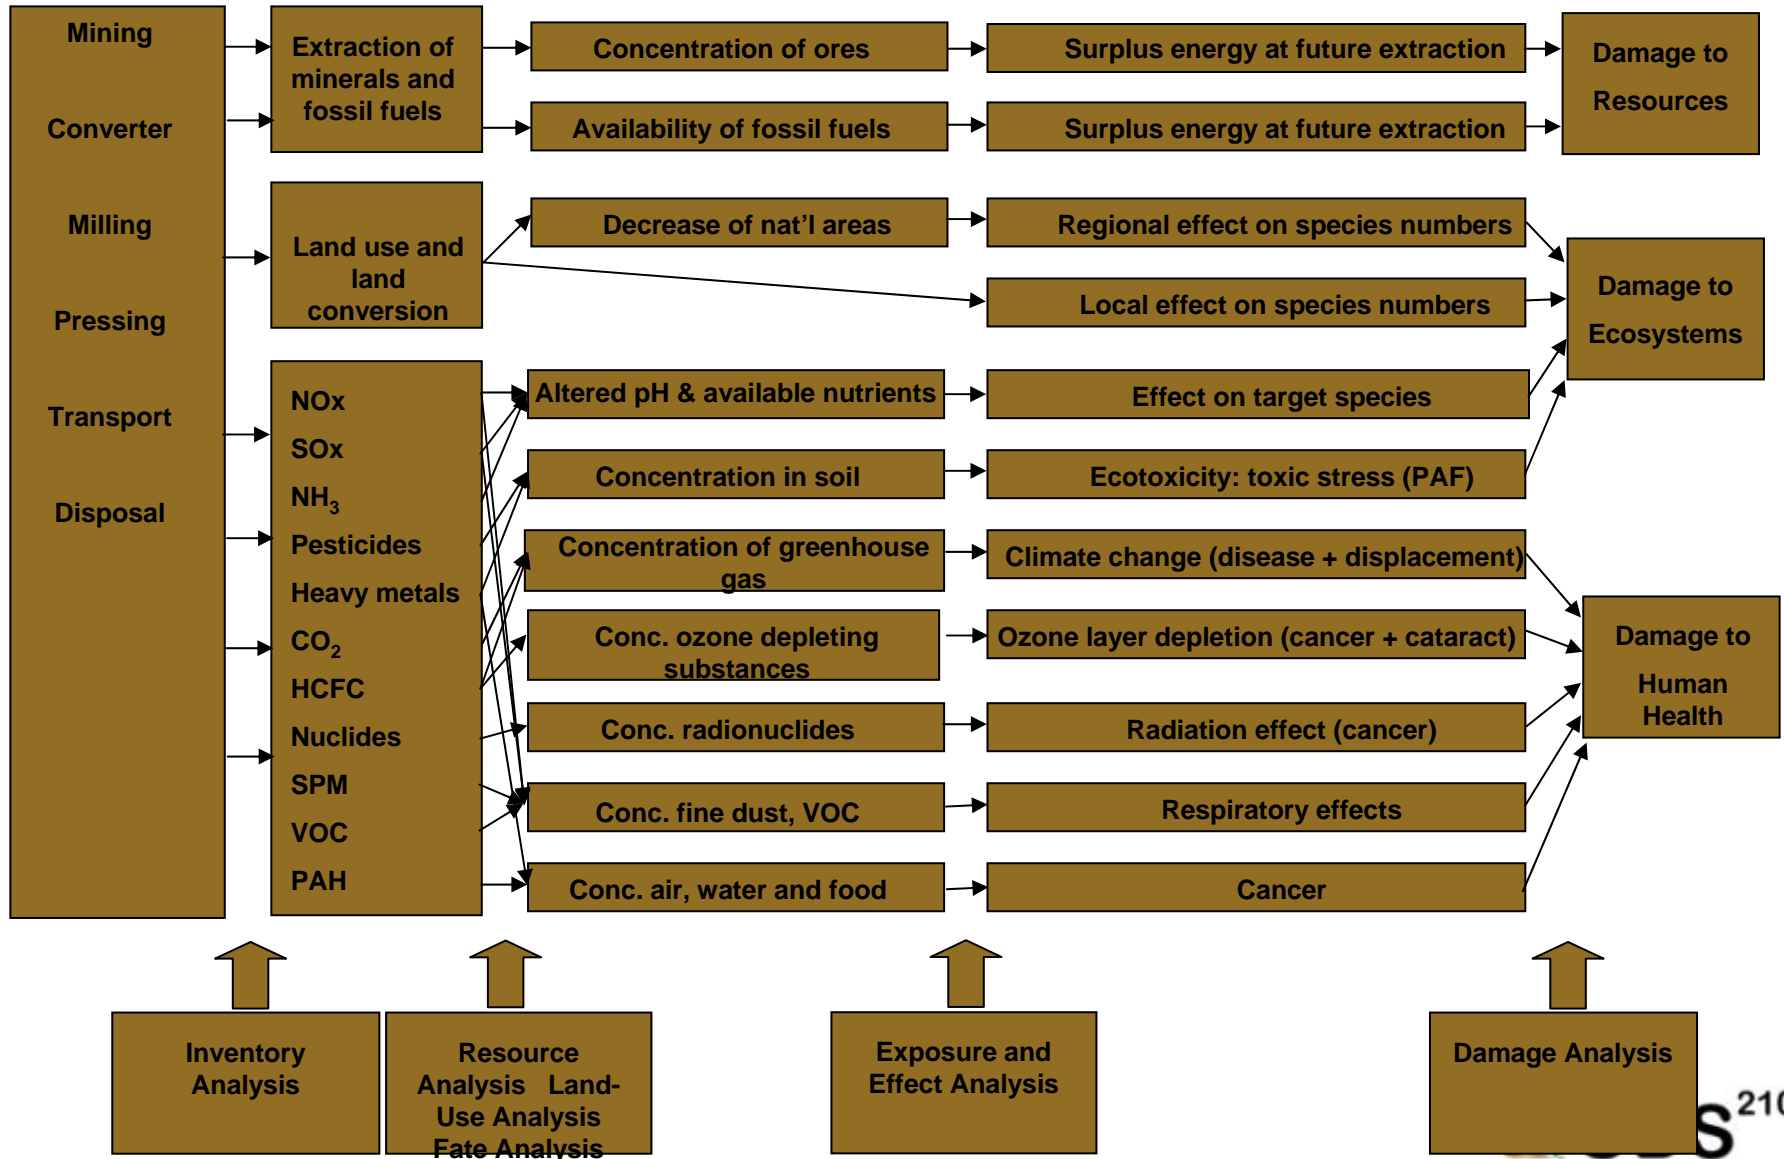 Mining
Converter
Milling
Pressing
Transport
Disposal
Extraction of
minerals and
fossil fuels
Land use and
land
conversion
NOx
SOx
NH3
Pesticides
Heavy metals
CO2
HCFC
Nuclides
SPM
VOC
PAH
Concentration of ores
Availability of fossil fuels
Decrease of nat'l areas
Altered pH & available nutrients
Concentration in soil
Concentration of greenhouse
gas
Conc. ozone depleting
substances
Conc. radionuclides
Conc. fine dust, VOC
Conc. air, water and food
Surplus energy at future extraction
Surplus energy at future extraction
Regional effect on species numbers
Local effect on species numbers
Effect on target species
Ecotoxicity: toxic stress (PAF)
Climate change (disease + displacement)
Ozone layer depletion (cancer + cataract)
Radiation effect (cancer)
Respiratory effects
Cancer
Damage to
Resources
Damage to
Ecosystems
Damage to
Human
Health
Inventory
Analysis
Resource
Analysis Land-
Use Analysis
Fate Analysis
Exposure and
Effect Analysis
Damage Analysis
210